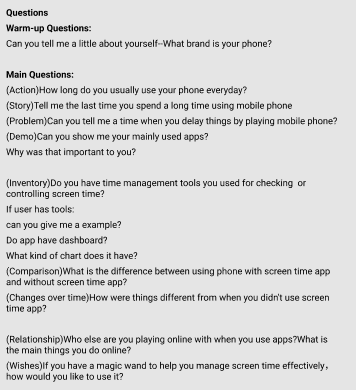 Questions
Warm-up Questions:
Can you tell me a little about yourself--What brand is your phone?
Main Questions:
(Action)How long do you usually use your phone everyday?
(Story)Tell me the last time you spend a long time using mobile phone
(Problem)Can you tell me a time when you delay things by playing mobile phone?
(Demo)Can you show me your mainly used apps?
Why was that important to you?
(Inventory)Do you have time management tools you used for checking or
controlling screen time?
If user has tools:
can you give me a example?
Do app have dashboard?
What kind of chart does it have?
(Comparison)What is the difference between using phone with screen time app
and without screen time app?
(Changes over time)How were things different from when you didn't use screen
time app?
(Relationship)Who else are you playing online with when you use apps?What is
the main things you do online?
(Wishes)If you have a magic wand to help you manage screen time effectively,
how would you like to use it?